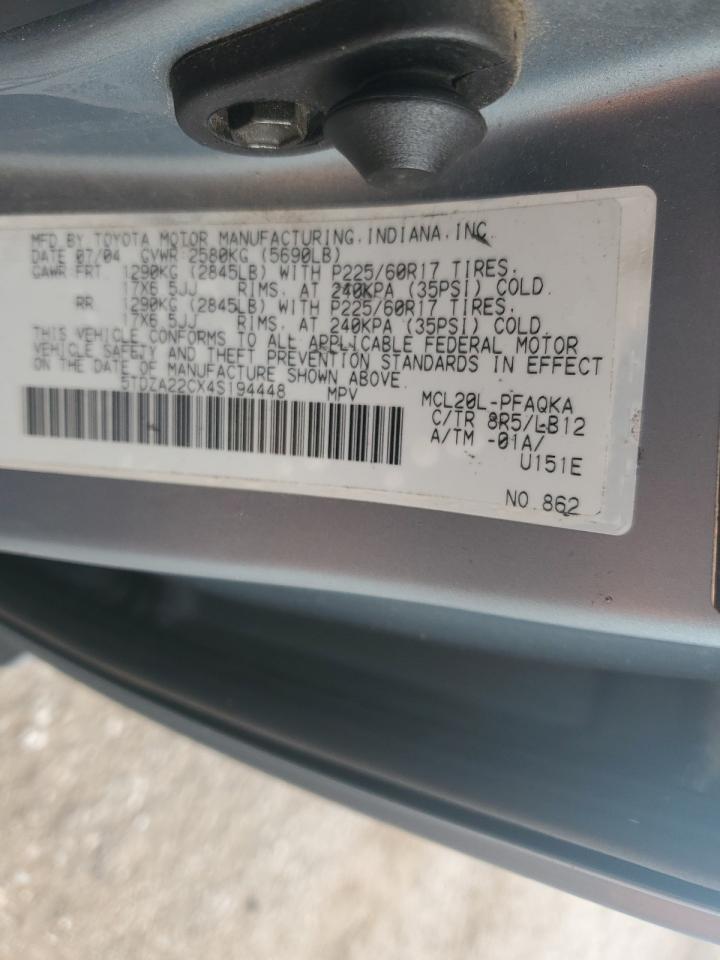 MFD BY TOYOTA MOTOR MANUFACTURING, INDIANA, INC.
DATE 07/04 GVWR 2580KG (5690LB)
GAWR FRT 1290KG (2845LB) WITH P225/60R17 TIRES,
17X6.5JJ RIMS, AT 240KPA (35PSI) COLD.
RR 1290KG (2845LB) WITH P225/60R17 TIRES,
17X6.5JJ RIMS, AT 240KPA (35PSI) COLD.
THIS VEHICLE CONFORMS TO ALL APPLICABLE FEDERAL MOTOR
VEHICLE SAFETY AND THEFT PREVENTION STANDARDS IN EFFECT
ON THE DATE OF MANUFACTURE SHOWN ABOVE.
5TDZA22CX4S194448 MPV
MCL20L-PFAQKA
C/TR 8R5/LB12
A/TM -01A/
U151E
NO.862